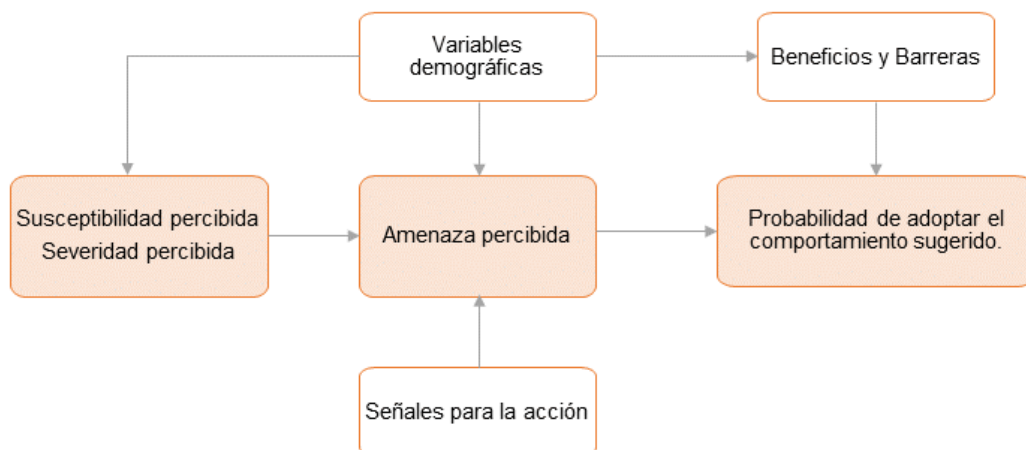 Variables
demográficas
Beneficios y Barreras
Susceptibilidad percibida
Severidad percibida
Amenaza percibida
Probabilidad de adoptar el
comportamiento sugerido.
Señales para la acción